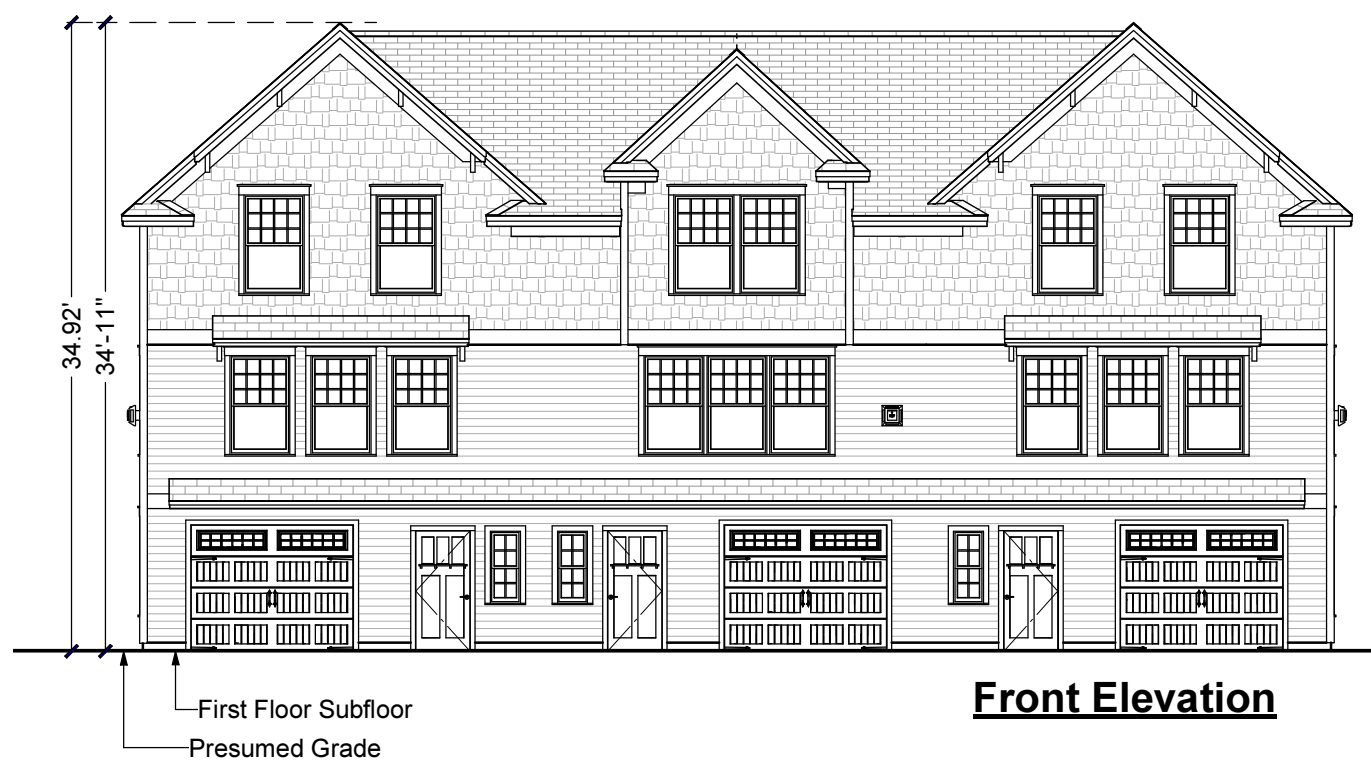 34.92'
34'-11"
First Floor Subfloor
Presumed Grade
Front Elevation